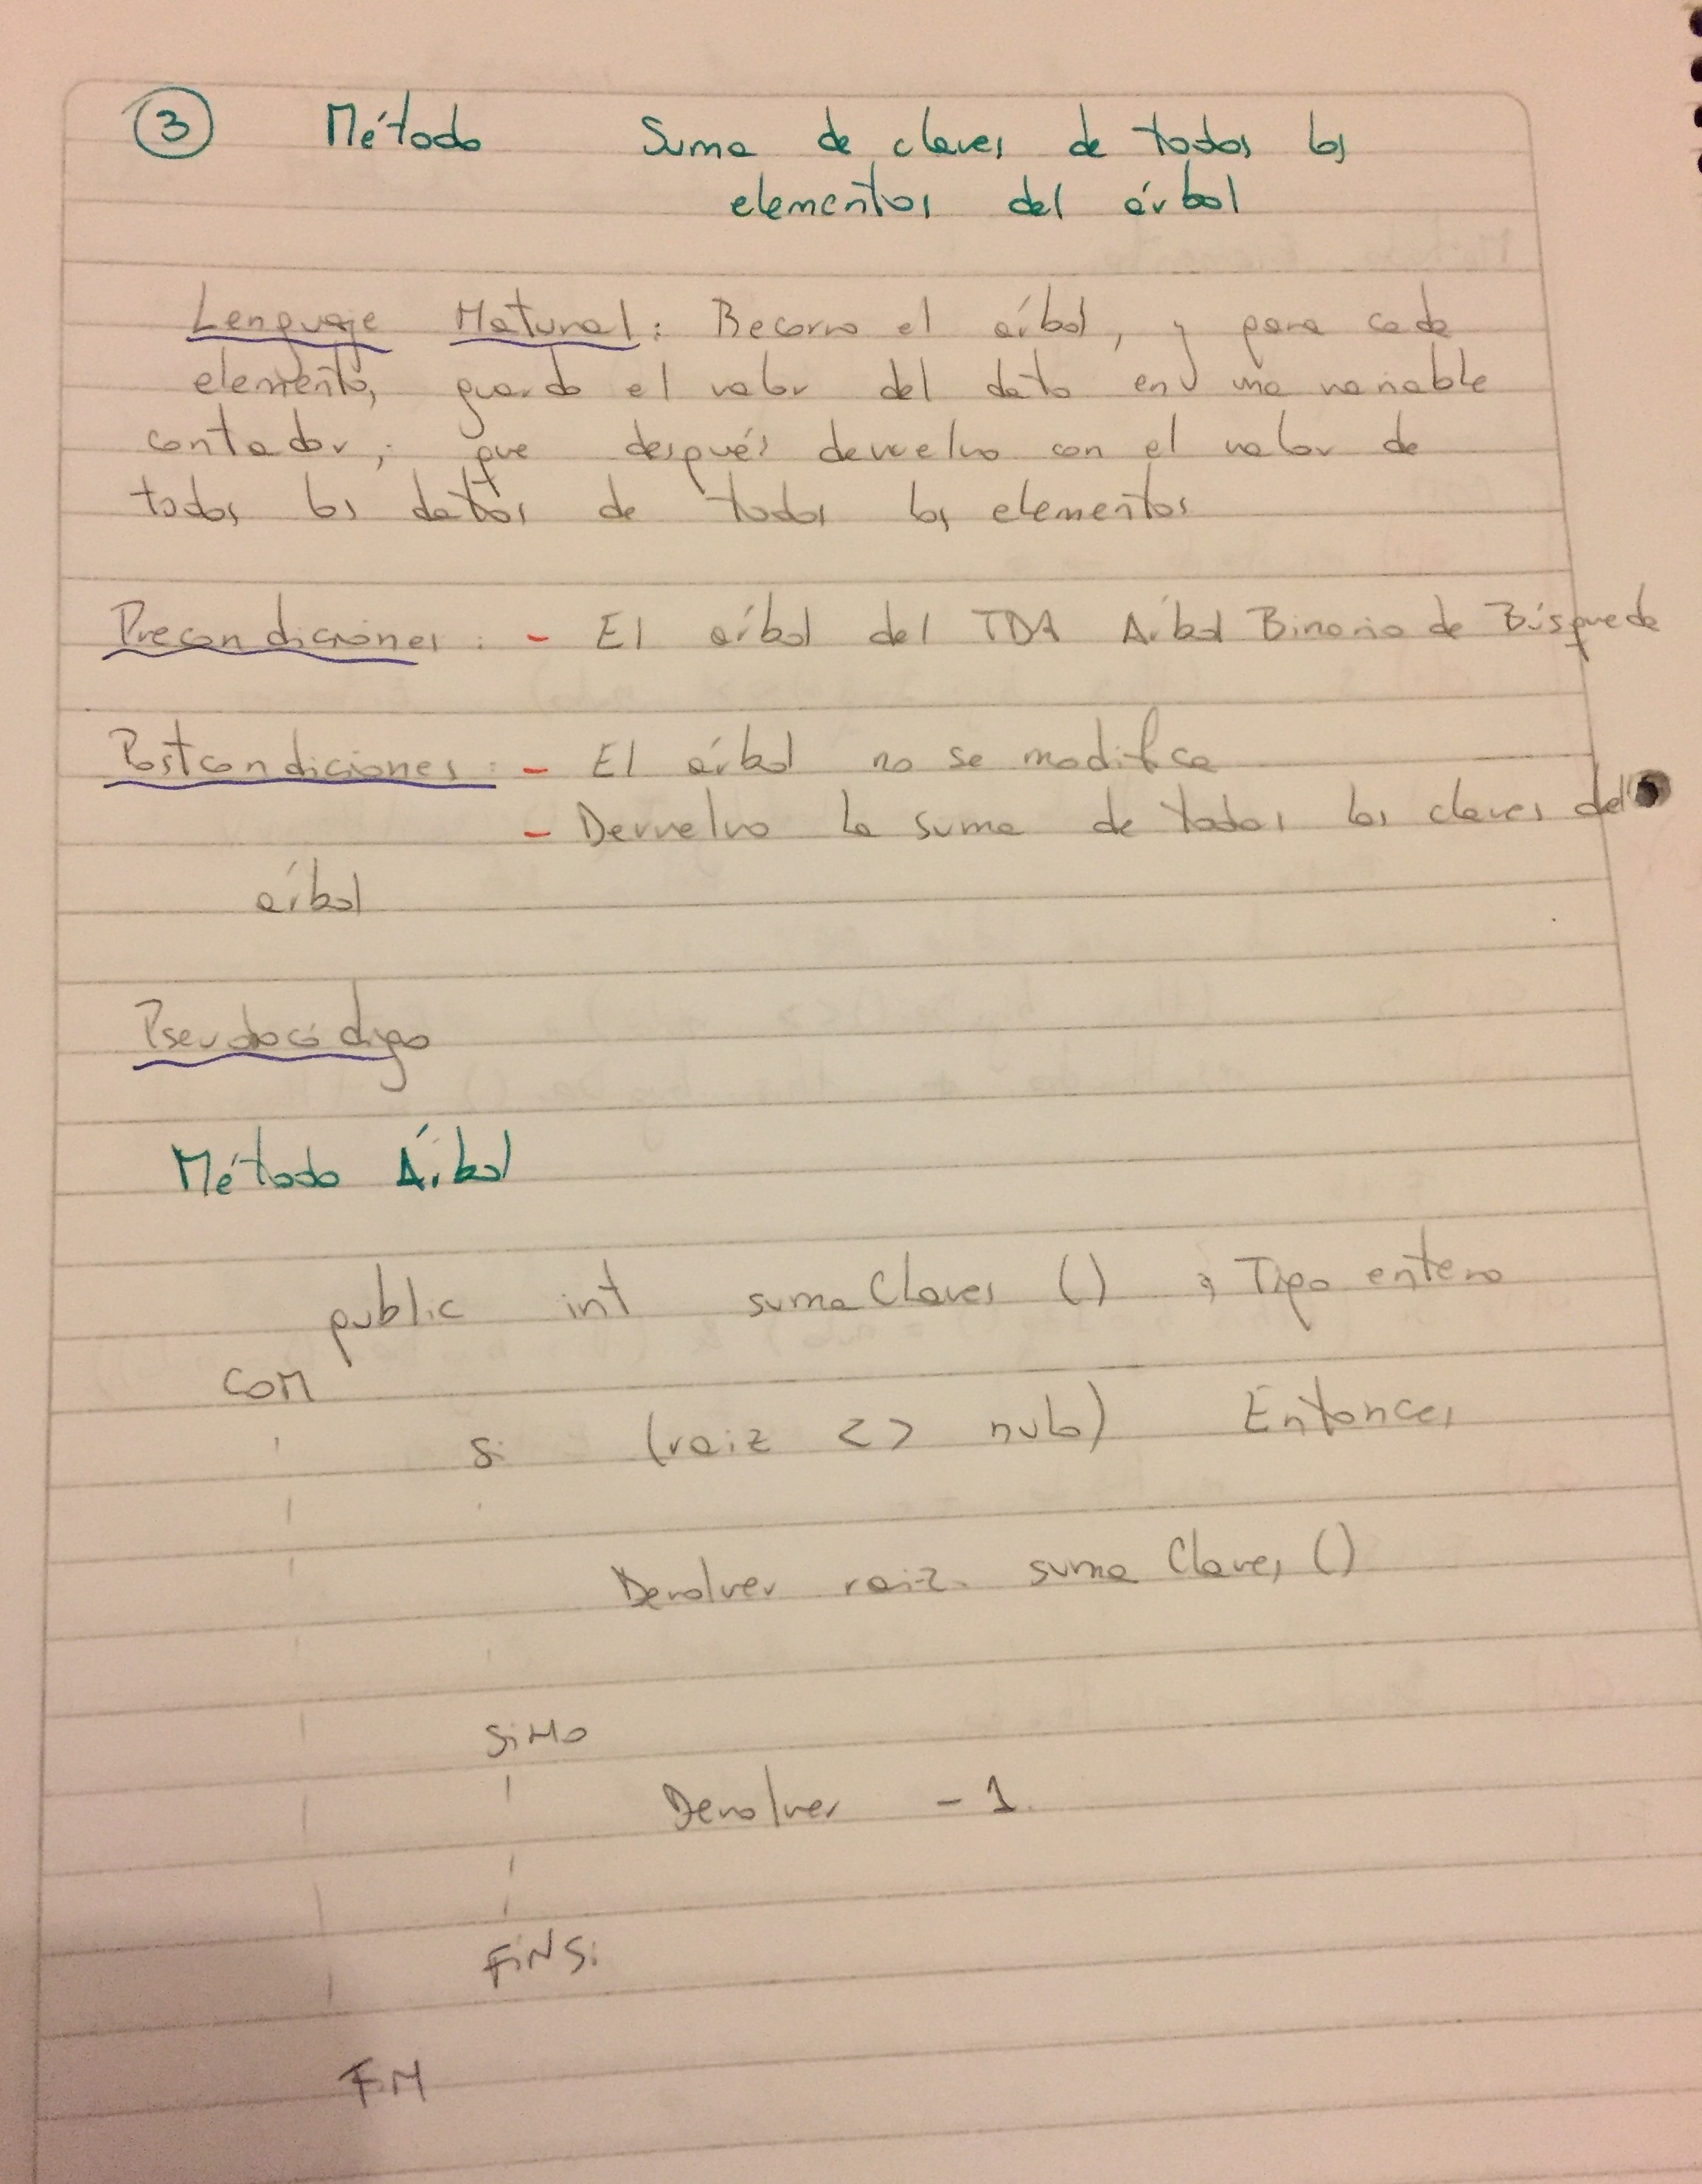 3 Método Suma de claves de todos los
elementos del árbol
Lenguaje Natural: Recorro el árbol, y para cada
elemento, guardo el valor del dato en una variable
contador, que después devuelvo con el valor de
todos los datos de todos los elementos
Precondiciones: - El árbol del TDA Árbol Binario de Búsqueda
Postcondiciones: - El árbol no se modifica
- Devuelvo la suma de todos las claves del
árbol
Pseudocódigo
Método Árbol
public int sumaClaves () ; Tipo entero
COM
Si (raiz <> nulo) Entonces
Devolver raiz. suma Claves ()
SiNo
Devolver -1.
FiNSi
FiN